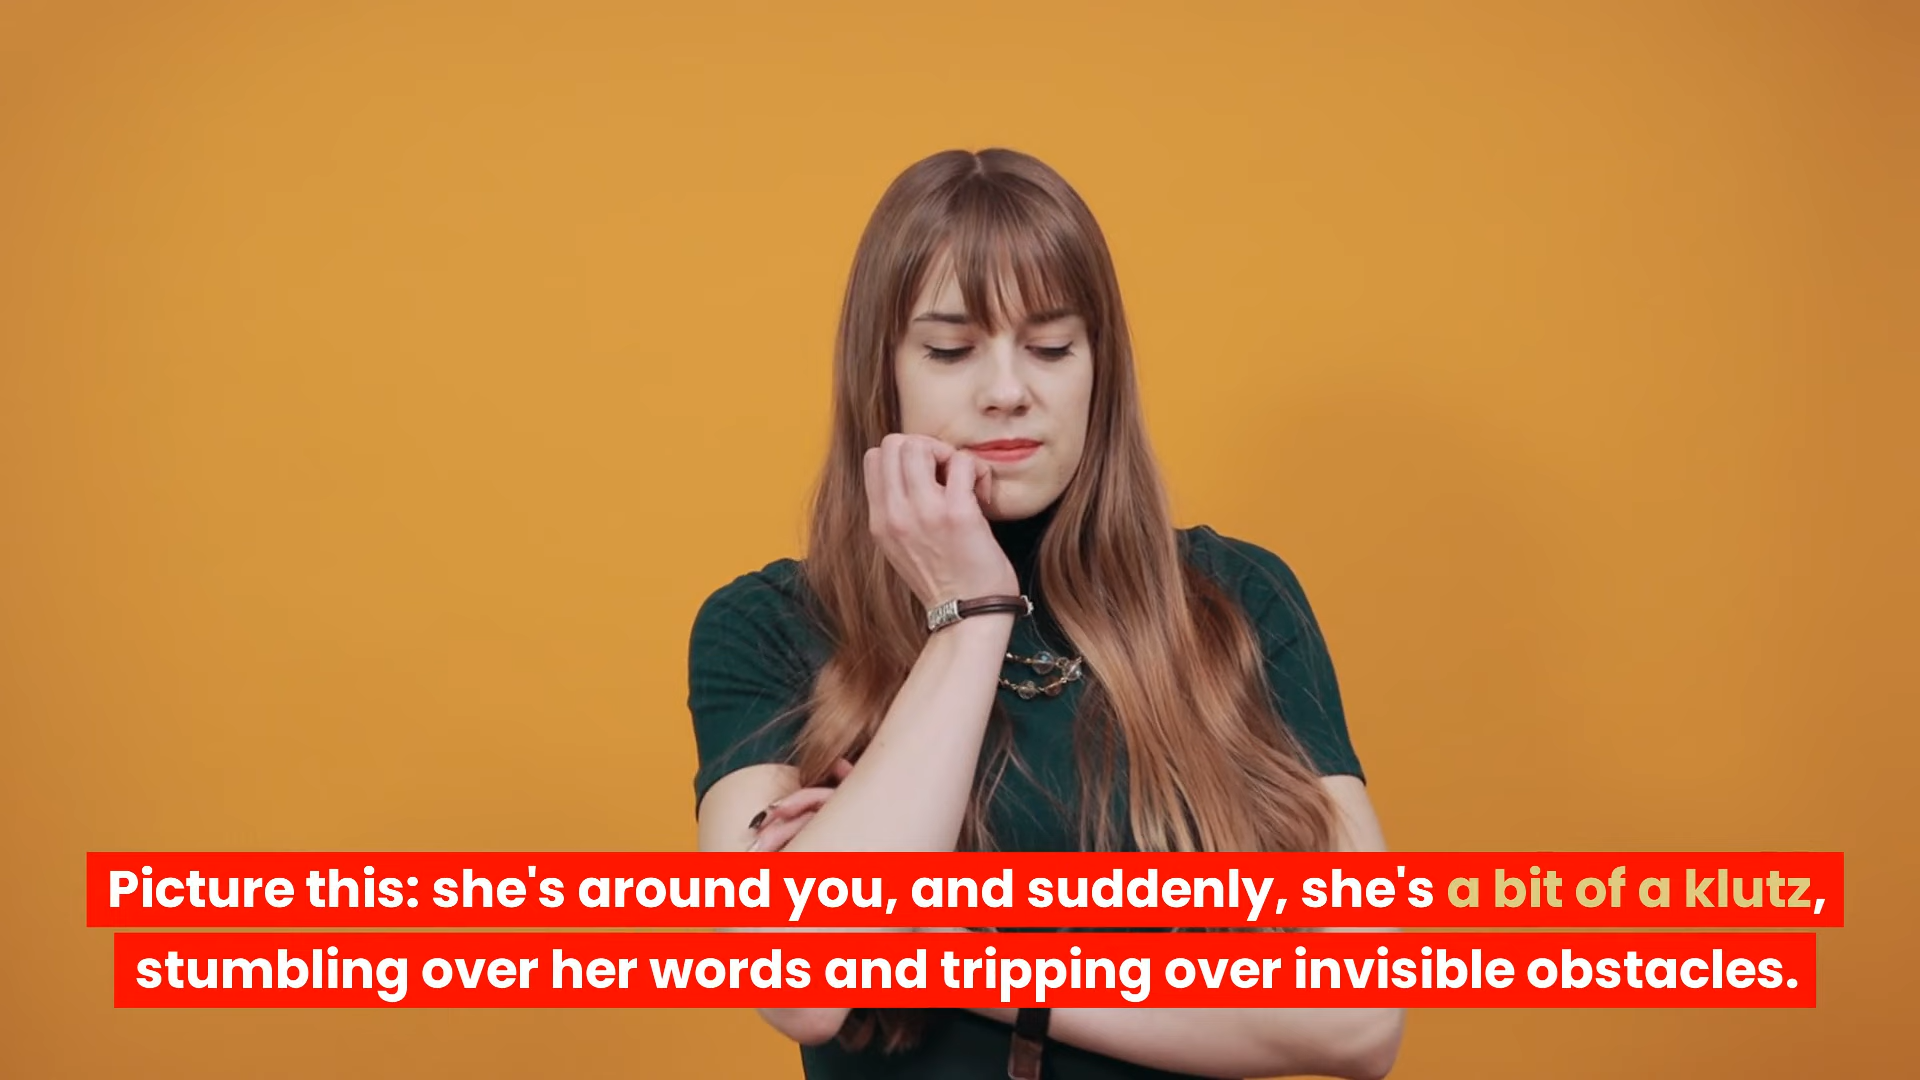 Picture this: she's around you, and suddenly, she's a bit of a klutz,
stumbling over her words and tripping over invisible obstacles.